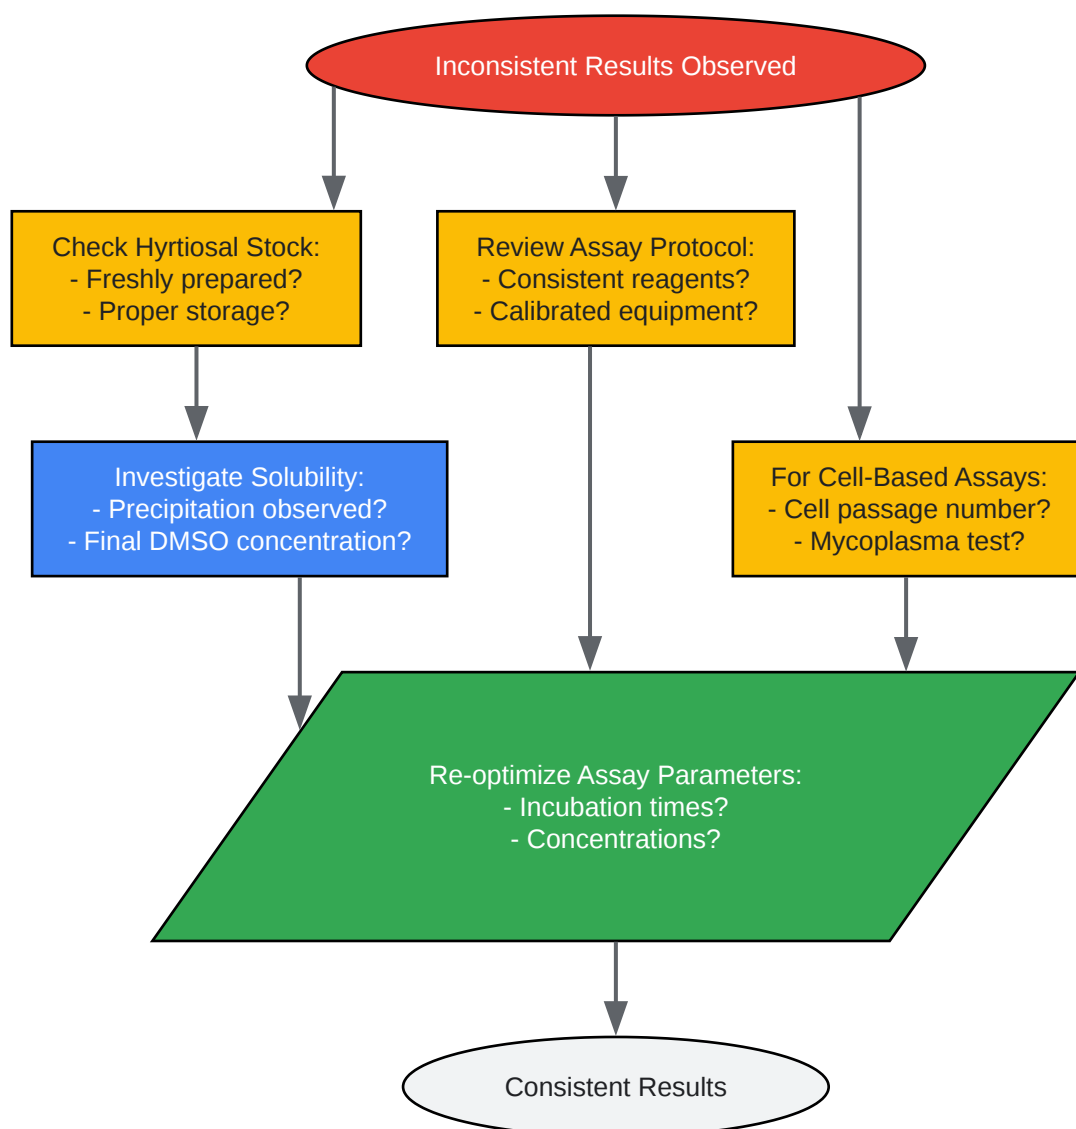 Inconsistent Results Observed
Check Hyrtiosal Stock:
- Freshly prepared?
- Proper storage?
Review Assay Protocol:
- Consistent reagents?
- Calibrated equipment?
Investigate Solubility:
- Precipitation observed?
- Final DMSO concentration?
For Cell-Based Assays:
- Cell passage number?
- Mycoplasma test?
Re-optimize Assay Parameters:
- Incubation times?
- Concentrations?
Consistent Results